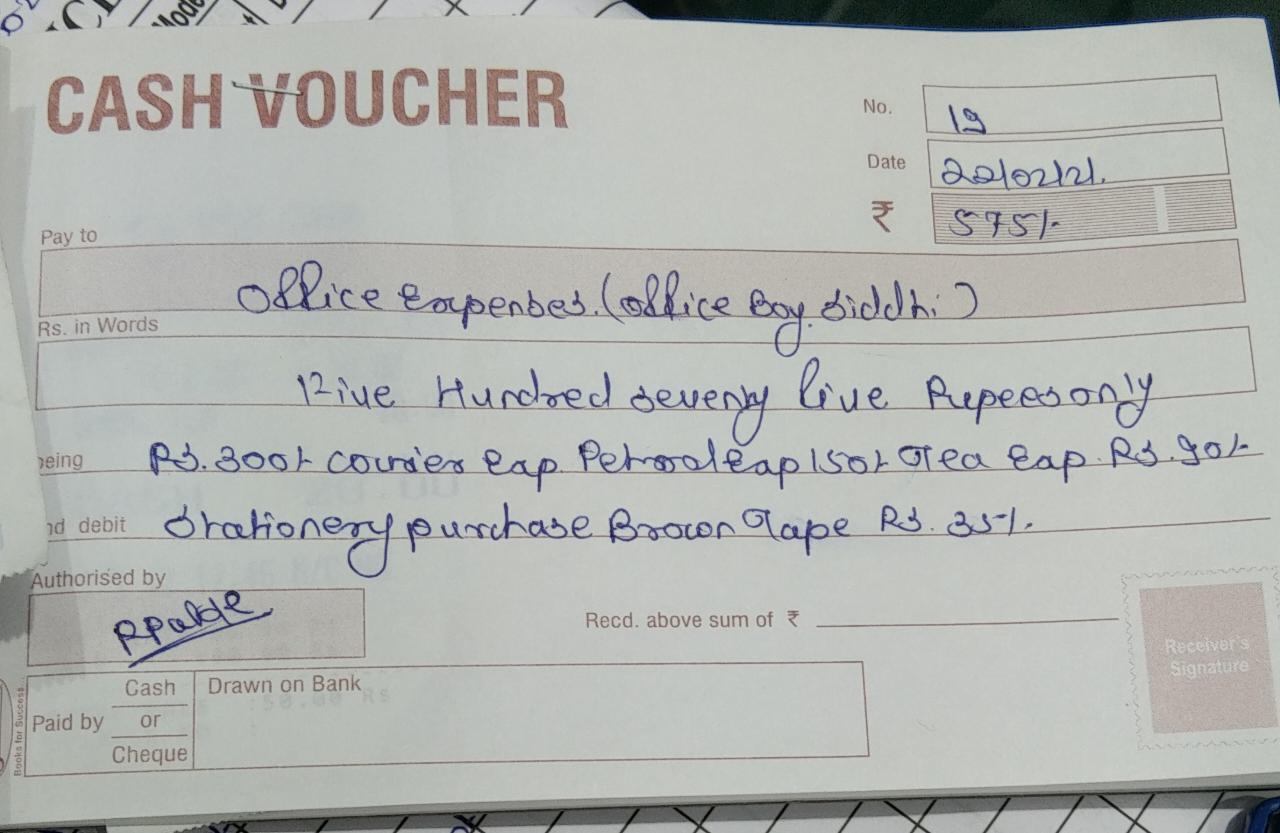 CASH VOUCHER
No. 19
Date 22/02/21.
₹ 575/-
Pay to
Office Expenses. (Office Boy. Siddhi)
Rs. in Words
Five Hundred seventy five Rupees only
being Rs. 300/- courier Exp. Petrol Exp 150/- Tea Exp. Rs. 90/-
nd debit Stationery purchase Brown Tape Rs. 35/-.
Authorised by
Recd. above sum of ₹
Receiver's
Signature
Paid by Cash or Cheque
Drawn on Bank
Books for Success...